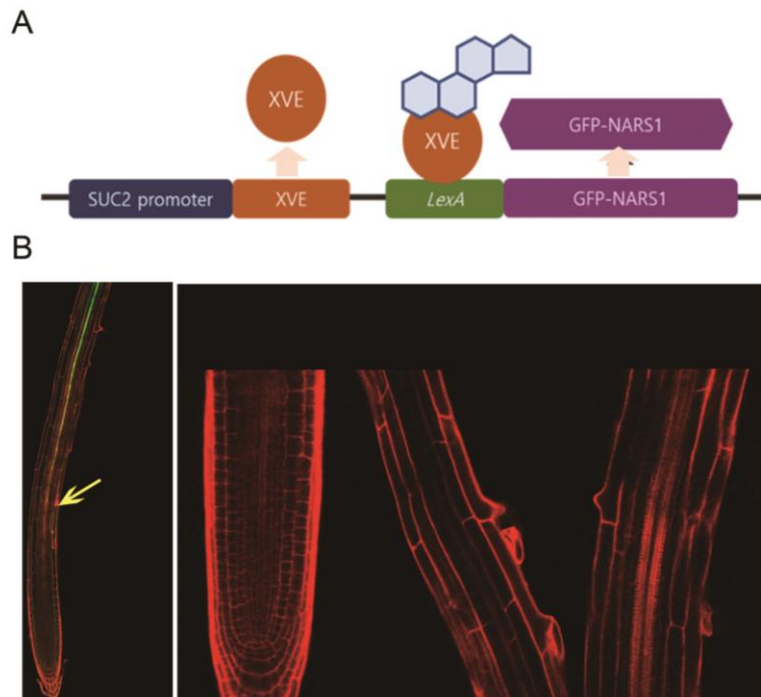 A
XVE
XVE
GFP-NARS1
SUC2 promoter
XVE
LexA
GFP-NARS1
B